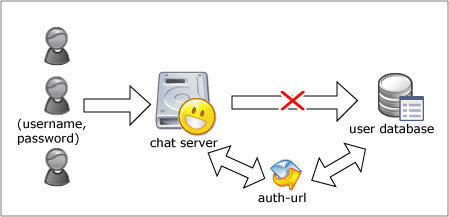 (username,
password)
chat server
user database
auth-url